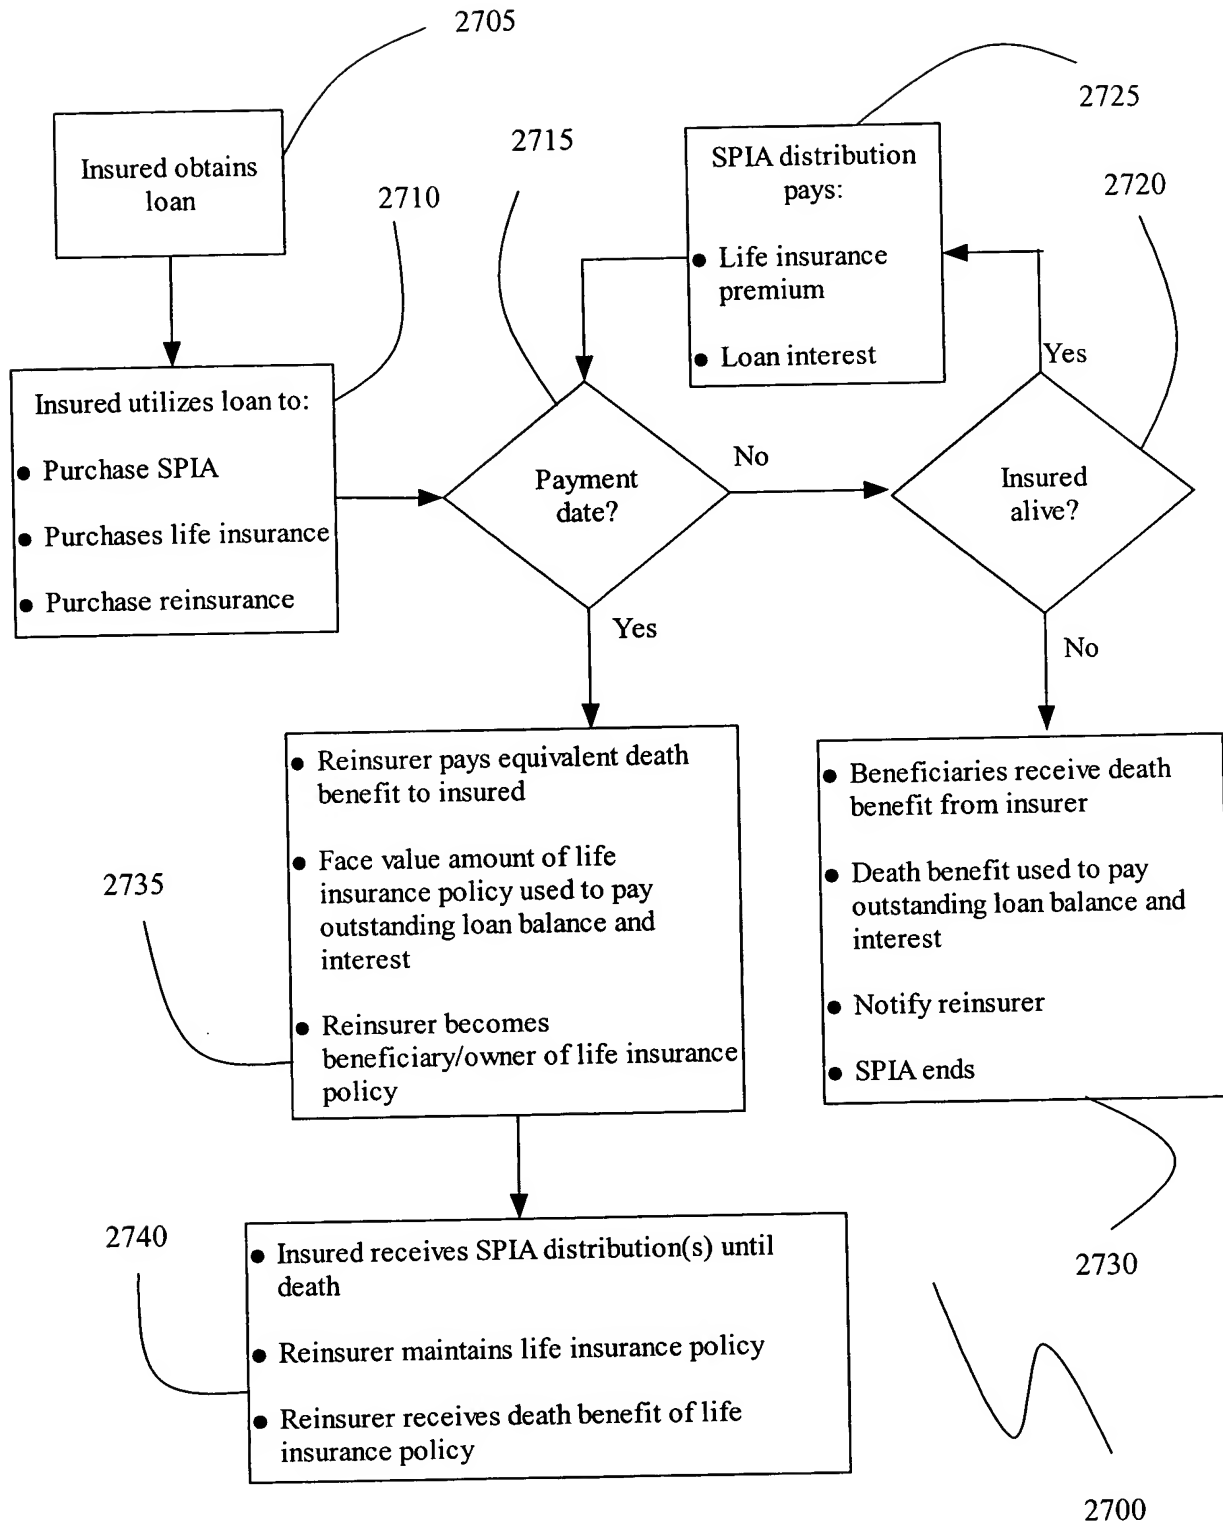 2705
Insured obtains
loan
2710
Insured utilizes loan to:
● Purchase SPIA
● Purchases life insurance
● Purchase reinsurance
2715
Payment
date?
No
Yes
2725
SPIA distribution
pays:
● Life insurance
premium
● Loan interest
2720
Yes
Insured
alive?
No
2735
● Reinsurer pays equivalent death
benefit to insured
● Face value amount of life
insurance policy used to pay
outstanding loan balance and
interest
● Reinsurer becomes
beneficiary/owner of life insurance
policy
● Beneficiaries receive death
benefit from insurer
● Death benefit used to pay
outstanding loan balance and
interest
● Notify reinsurer
● SPIA ends
2730
2740
● Insured receives SPIA distribution(s) until
death
● Reinsurer maintains life insurance policy
● Reinsurer receives death benefit of life
insurance policy
2700